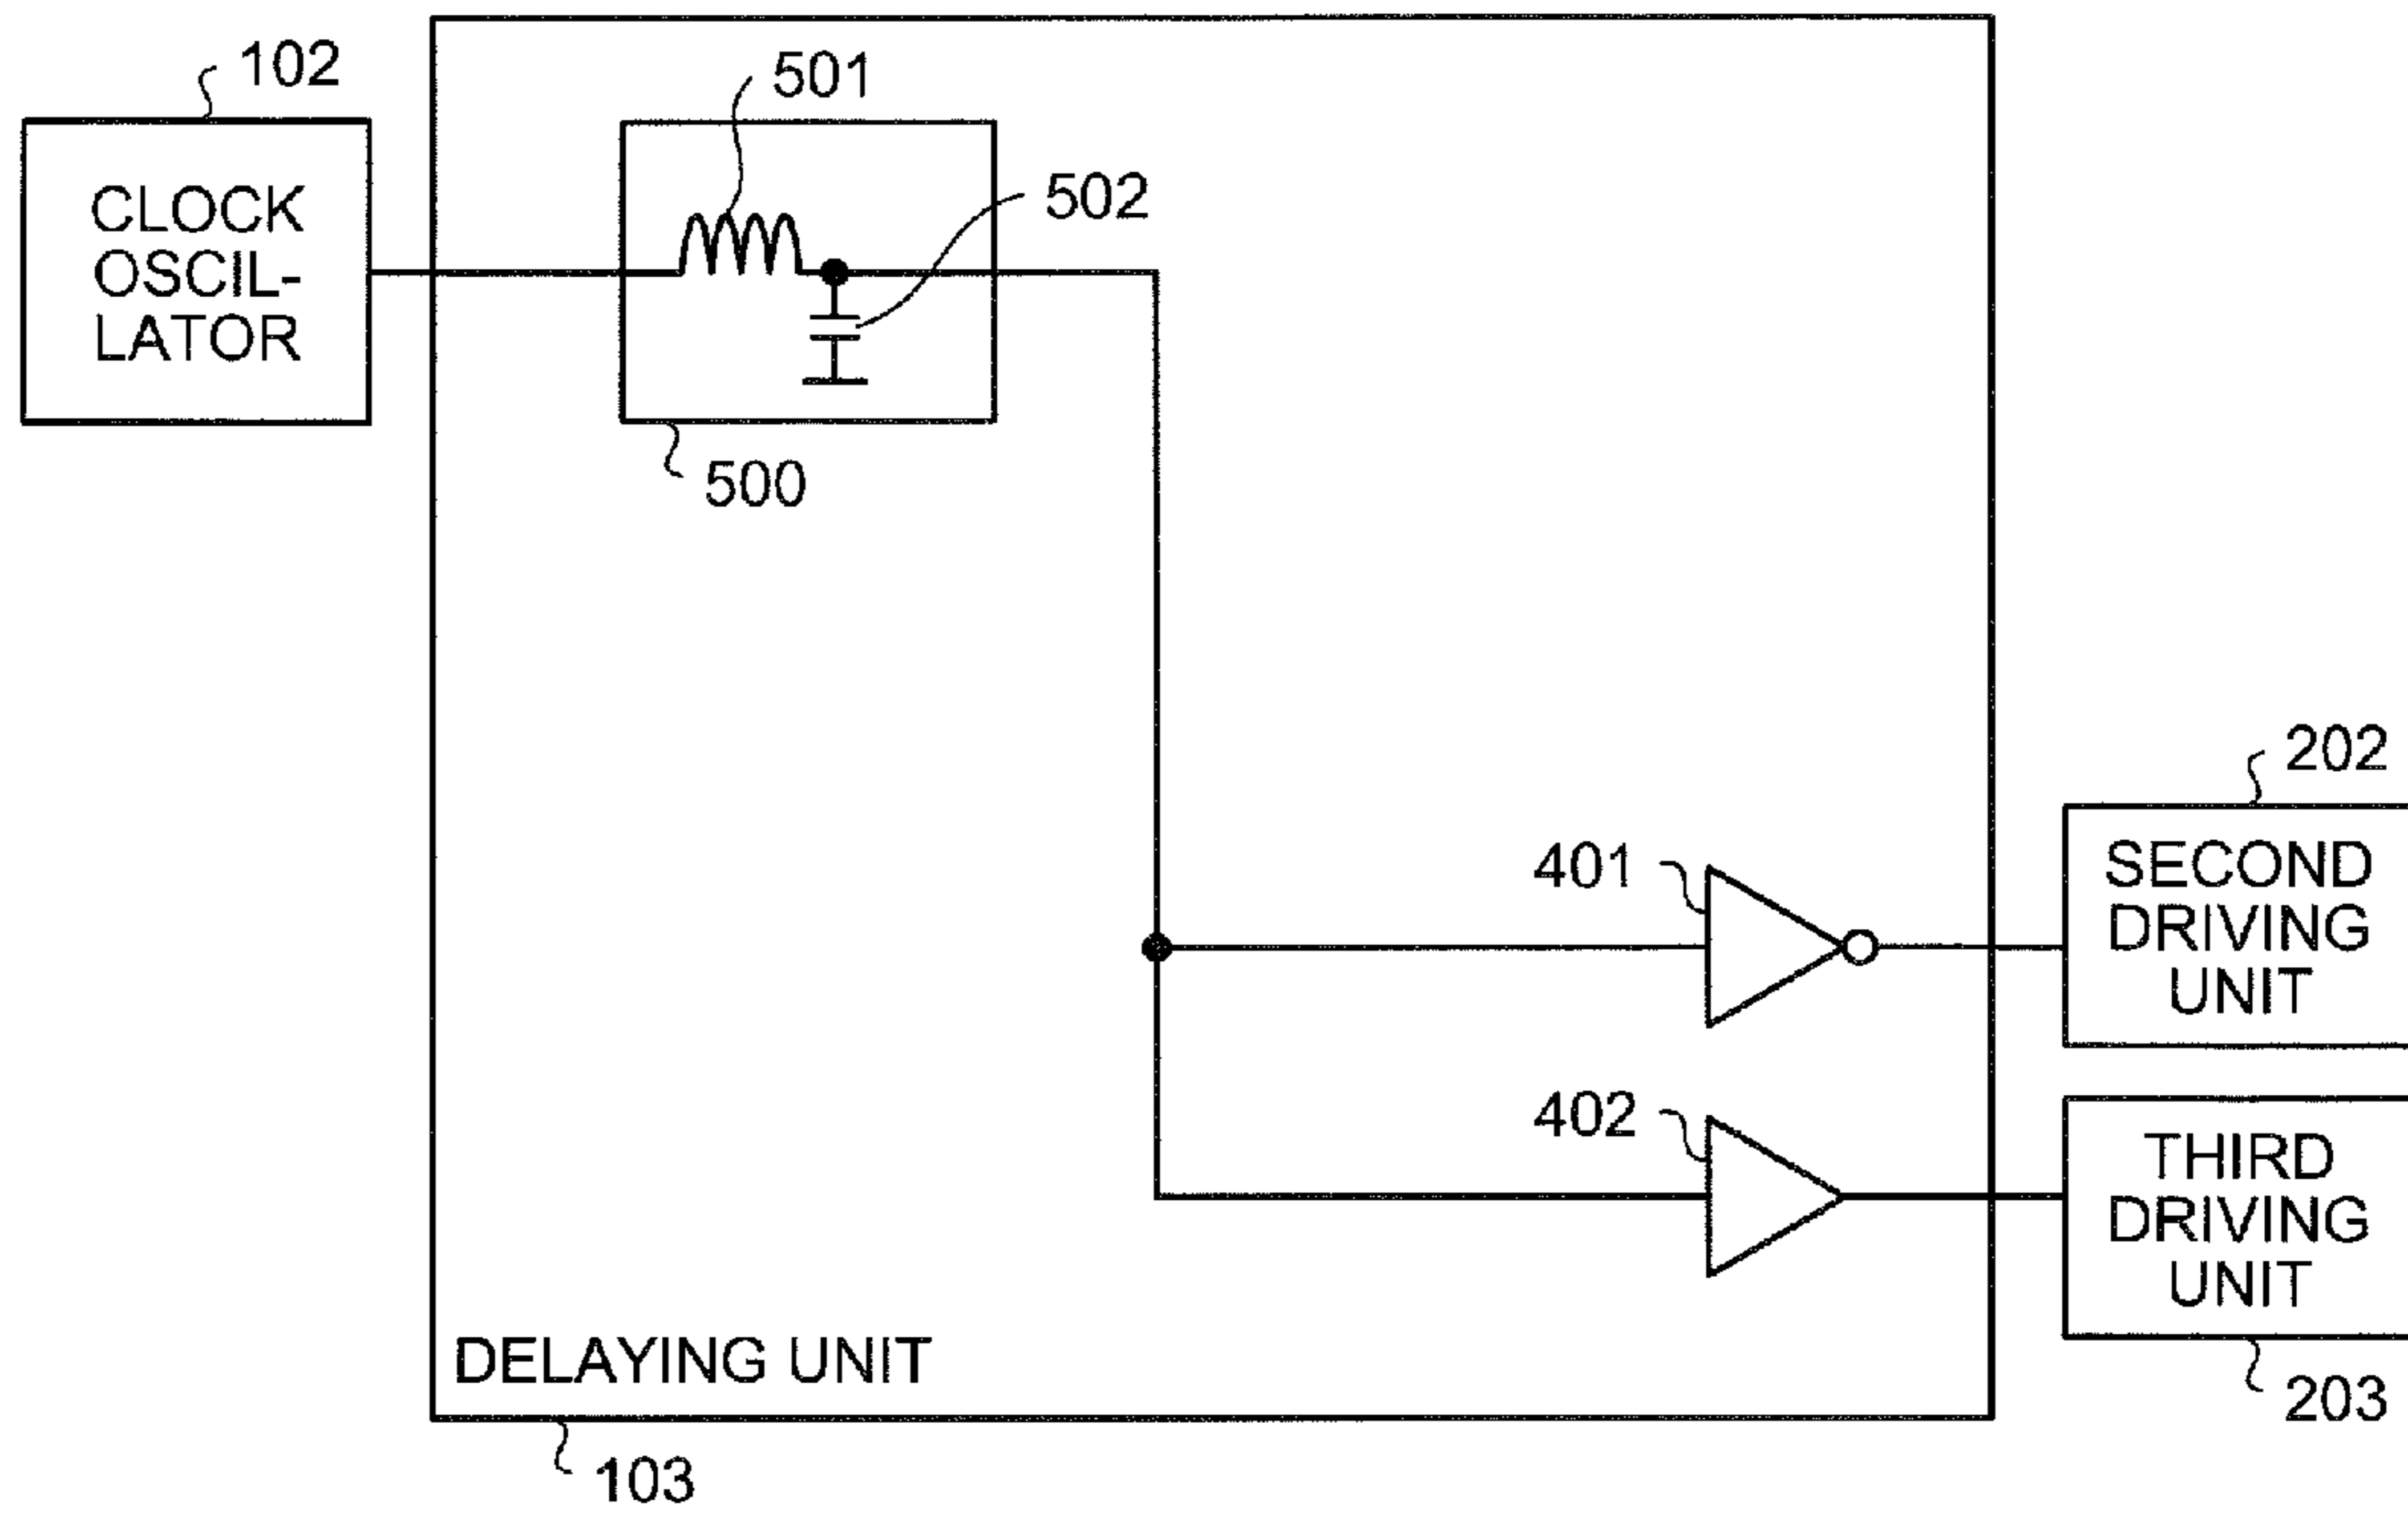 102
501
CLOCK
OSCIL-
LATOR
502
500
202
401
SECOND
DRIVING
UNIT
402
THIRD
DRIVING
UNIT
DELAYING UNIT
203
103